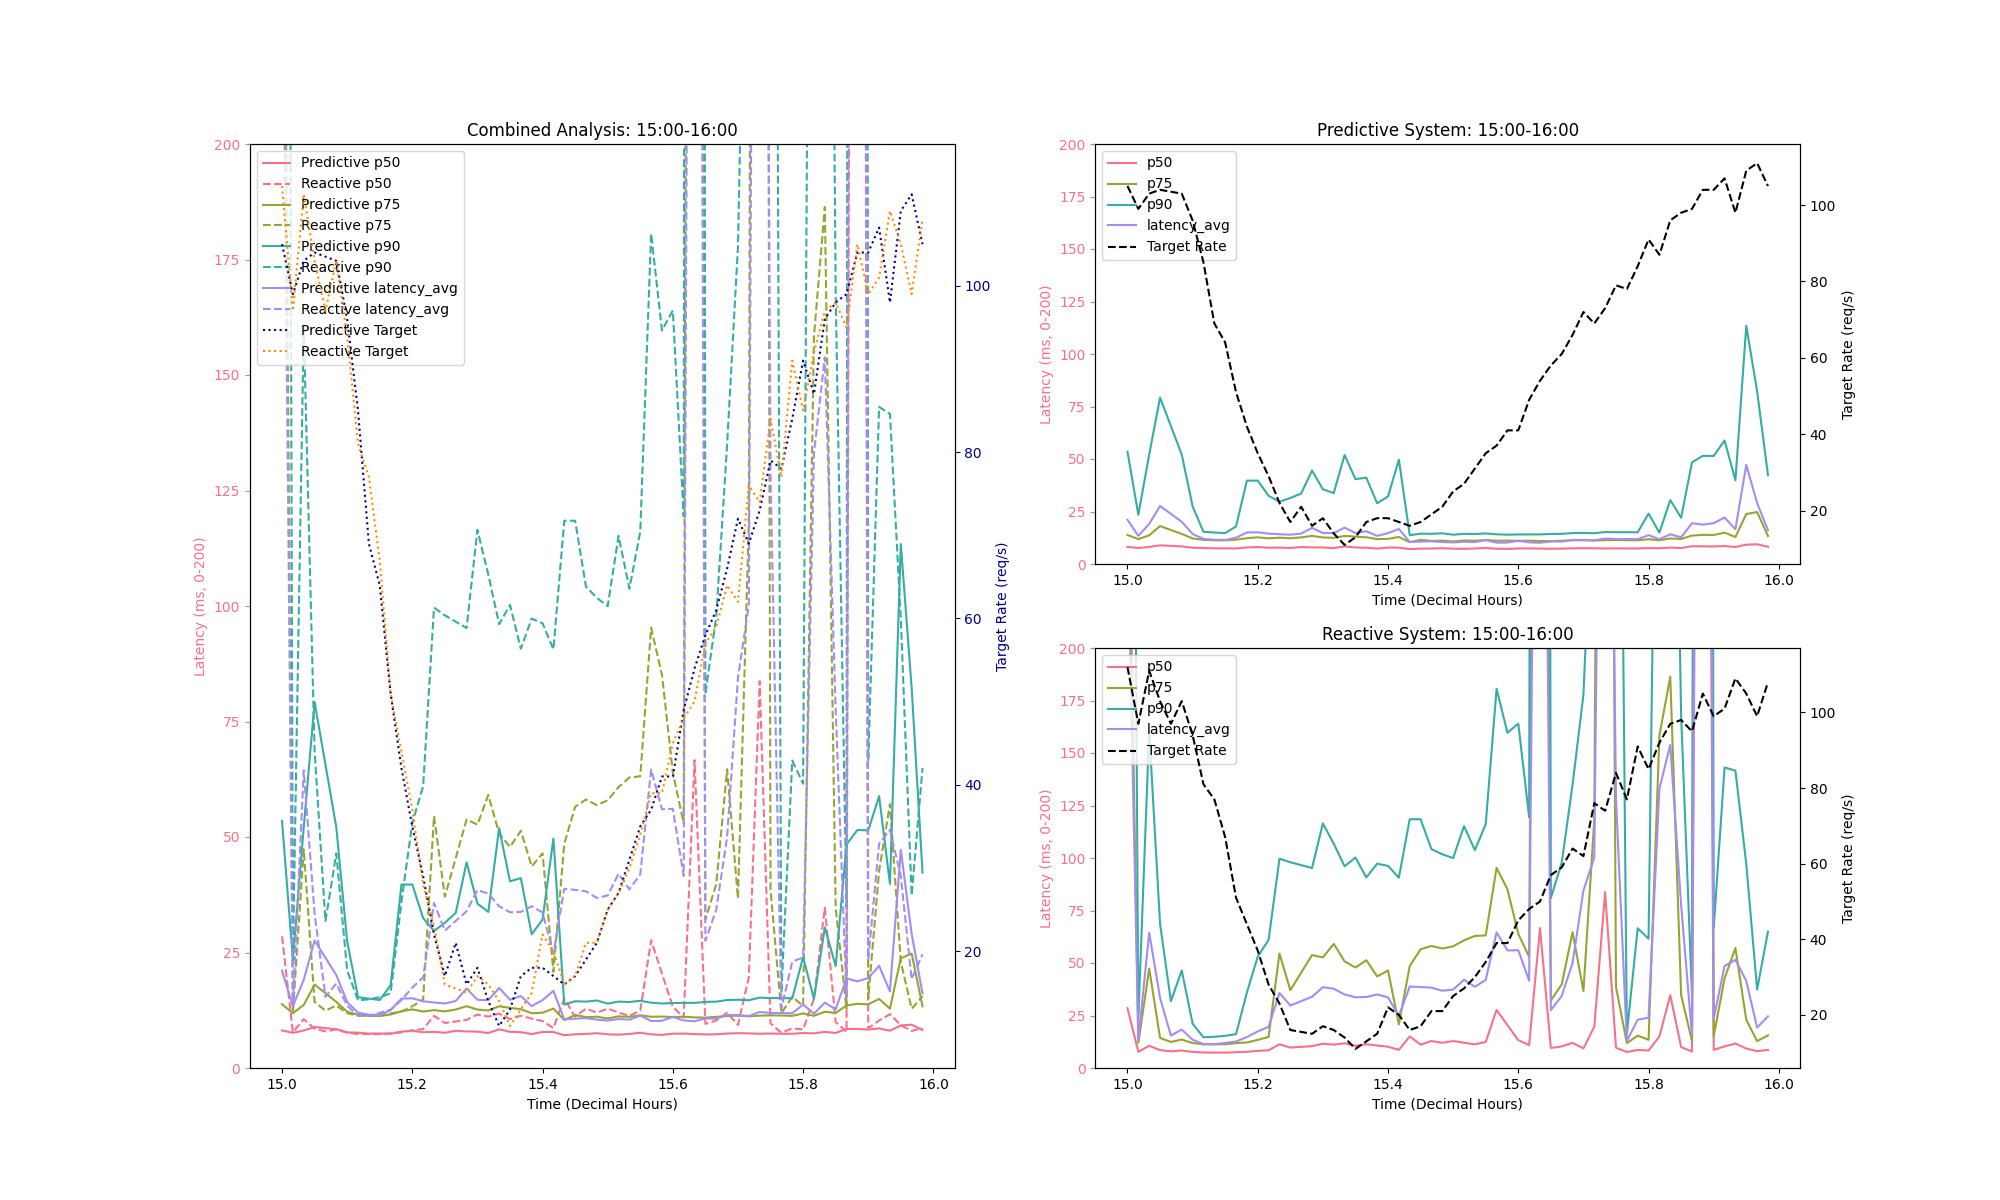 Combined Analysis: 15:00-16:00
Latency (ms, 0-200)
200
175
150
125
100
75
50
25
0
Predictive p50
Reactive p50
Predictive p75
Reactive p75
Predictive p90
Reactive p90
Predictive latency_avg
Reactive latency_avg
Predictive Target
Reactive Target
100
80
60
40
20
Target Rate (req/s)
15.0 15.2 15.4 15.6 15.8 16.0
Time (Decimal Hours)
Predictive System: 15:00-16:00
Latency (ms, 0-200)
200
175
150
125
100
75
50
25
0
p50
p75
p90
latency_avg
Target Rate
100
80
60
40
20
Target Rate (req/s)
15.0 15.2 15.4 15.6 15.8 16.0
Time (Decimal Hours)
Reactive System: 15:00-16:00
Latency (ms, 0-200)
200
175
150
125
100
75
50
25
0
p50
p75
p90
latency_avg
Target Rate
100
80
60
40
20
Target Rate (req/s)
15.0 15.2 15.4 15.6 15.8 16.0
Time (Decimal Hours)